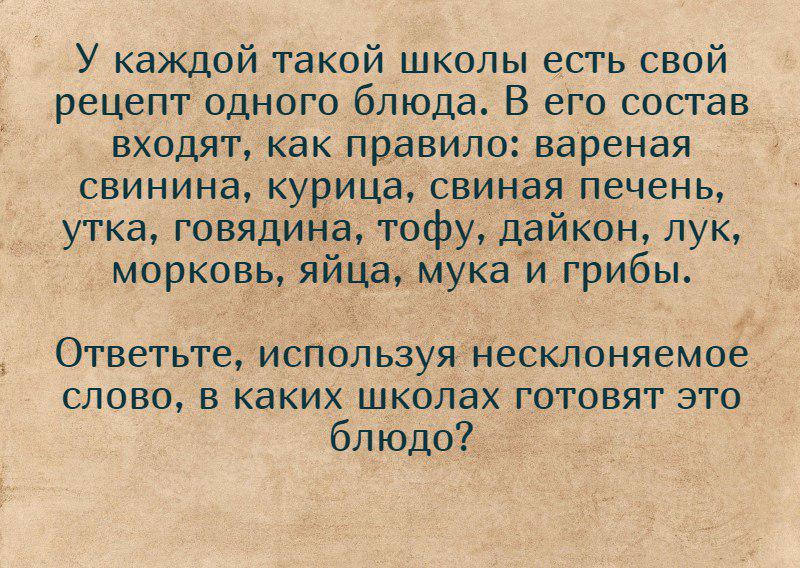 У каждой такой школы есть свой
рецепт одного блюда. В его состав
входят, как правило: вареная
свинина, курица, свиная печень,
утка, говядина, тофу, дайкон, лук,
морковь, яйца, мука и грибы.
Ответьте, используя несклоняемое
слово, в каких школах готовят это
блюдо?